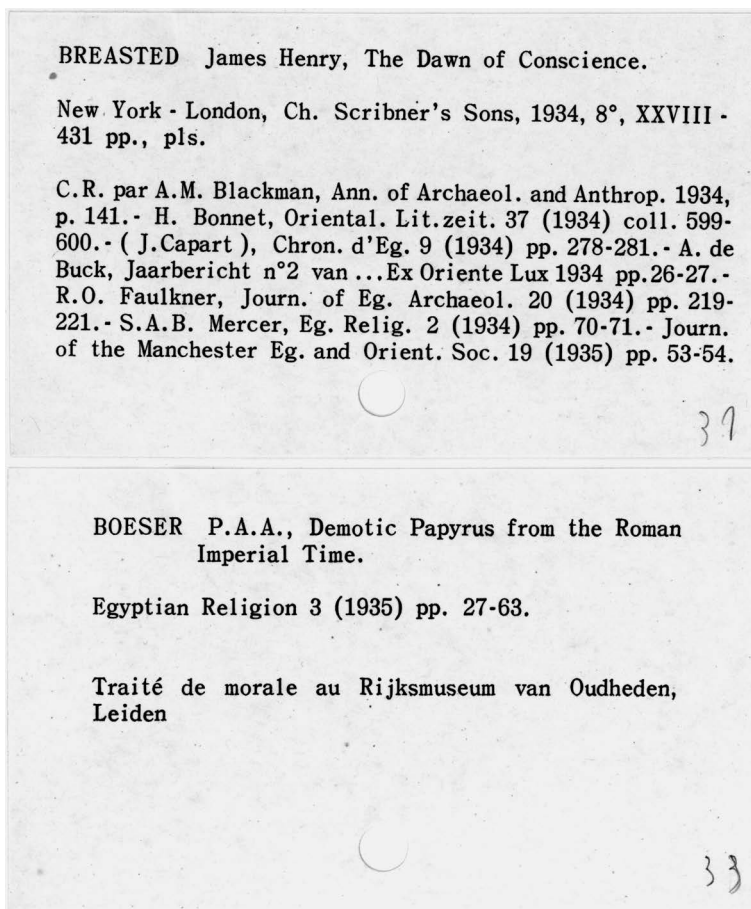 BREASTED James Henry, The Dawn of Conscience.
New York - London, Ch. Scribner's Sons, 1934, 8°, XXVIII -
431 pp., pls.
C.R. par A.M. Blackman, Ann. of Archaeol. and Anthrop. 1934,
p. 141.- H. Bonnet, Oriental. Lit.zeit. 37 (1934) coll. 599-
600.- ( J.Capart ), Chron. d'Eg. 9 (1934) pp. 278-281.- A. de
Buck, Jaarbericht n°2 van ...Ex Oriente Lux 1934 pp.26-27.-
R.O. Faulkner, Journ. of Eg. Archaeol. 20 (1934) pp. 219-
221.- S.A.B. Mercer, Eg. Relig. 2 (1934) pp. 70-71.- Journ.
of the Manchester Eg. and Orient. Soc. 19 (1935) pp. 53-54.
BOESER P.A.A., Demotic Papyrus from the Roman
Imperial Time.
Egyptian Religion 3 (1935) pp. 27-63.
Traité de morale au Rijksmuseum van Oudheden,
Leiden
33